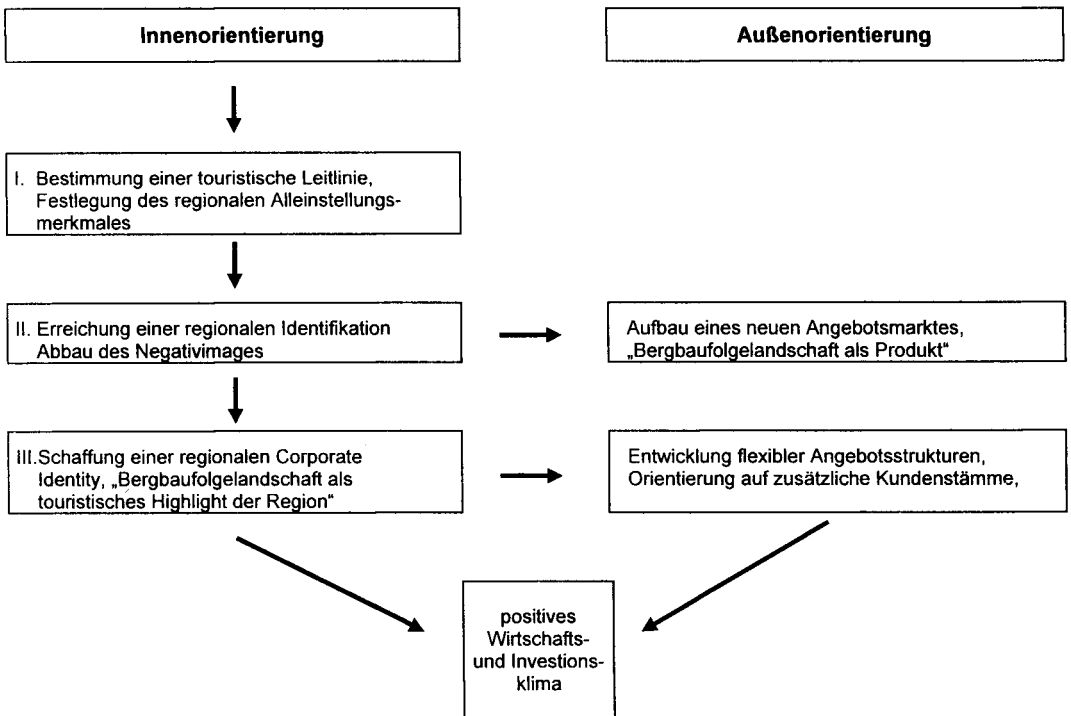 Innenorientierung
Außenorientierung
I. Bestimmung einer touristische Leitlinie,
Festlegung des regionalen Alleinstellungs-
merkmales
II. Erreichung einer regionalen Identifikation
Abbau des Negativimages
Aufbau eines neuen Angebotsmarktes,
„Bergbaufolgelandschaft als Produkt“
III.Schaffung einer regionalen Corporate
Identity, „Bergbaufolgelandschaft als
touristisches Highlight der Region“
Entwicklung flexibler Angebotsstrukturen,
Orientierung auf zusätzliche Kundenstämme,
positives
Wirtschafts-
und Investions-
klima